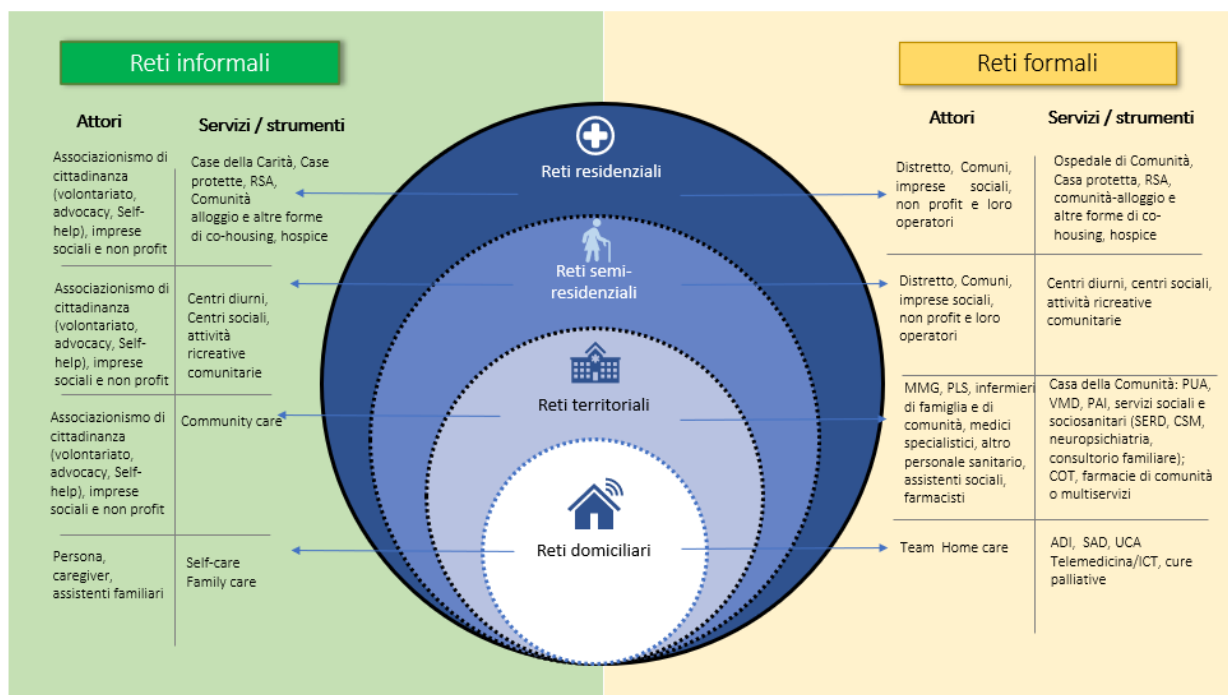 Reti informali
Attori
Servizi / strumenti
Associazionismo di
cittadinanza
(volontariato,
advocacy, Self-
help), imprese
sociali e non profit
Case della Carità, Case
protette, RSA,
Comunità
alloggio e altre forme
di co-housing, hospice
Associazionismo di
cittadinanza
(volontariato,
advocacy, Self-
help), imprese
sociali e non profit
Centri diurni,
Centri sociali,
attività
ricreative
comunitarie
Associazionismo di
cittadinanza
(volontariato,
advocacy, Self-
help), imprese
sociali e non profit
Community care
Persona,
caregiver,
assistenti familiari
Self-care
Family care
Reti residenziali
Reti semi-
residenziali
Reti territoriali
Reti domiciliari
Reti formali
Attori
Servizi / strumenti
Distretto, Comuni,
imprese sociali,
non profit e loro
operatori
Ospedale di Comunità,
Casa protetta, RSA,
comunità-alloggio e
altre forme di co-
housing, hospice
Distretto, Comuni,
imprese sociali,
non profit e loro
operatori
Centri diurni, centri sociali,
attività ricreative
comunitarie
MMG, PLS, infermieri
di famiglia e di
comunità, medici
specialistici, altro
personale sanitario,
assistenti sociali,
farmacisti
Casa della Comunità: PUA,
VMD, PAI, servizi sociali e
sociosanitari (SERD, CSM,
neuropsichiatria,
consultorio familiare);
COT, farmacie di comunità
o multiservizi
Team Home care
ADI, SAD, UCA
Telemedicina/ICT, cure
palliative